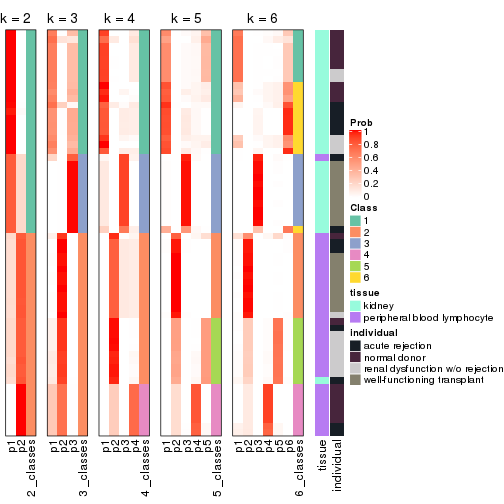 k = 2
k = 3
k = 4
k = 5
k = 6
Prob
1
0.8
0.6
0.4
0.2
0
Class
1
2
3
4
5
6
tissue
kidney
peripheral blood lymphocyte
individual
acute rejection
normal donor
renal dysfunction w/o rejection
well-functioning transplant
p1
p2
2_classes
p1
p2
p3
3_classes
p1
p2
p3
p4
4_classes
p1
p2
p3
p4
p5
5_classes
p1
p2
p3
p4
p5
p6
6_classes
tissue
individual